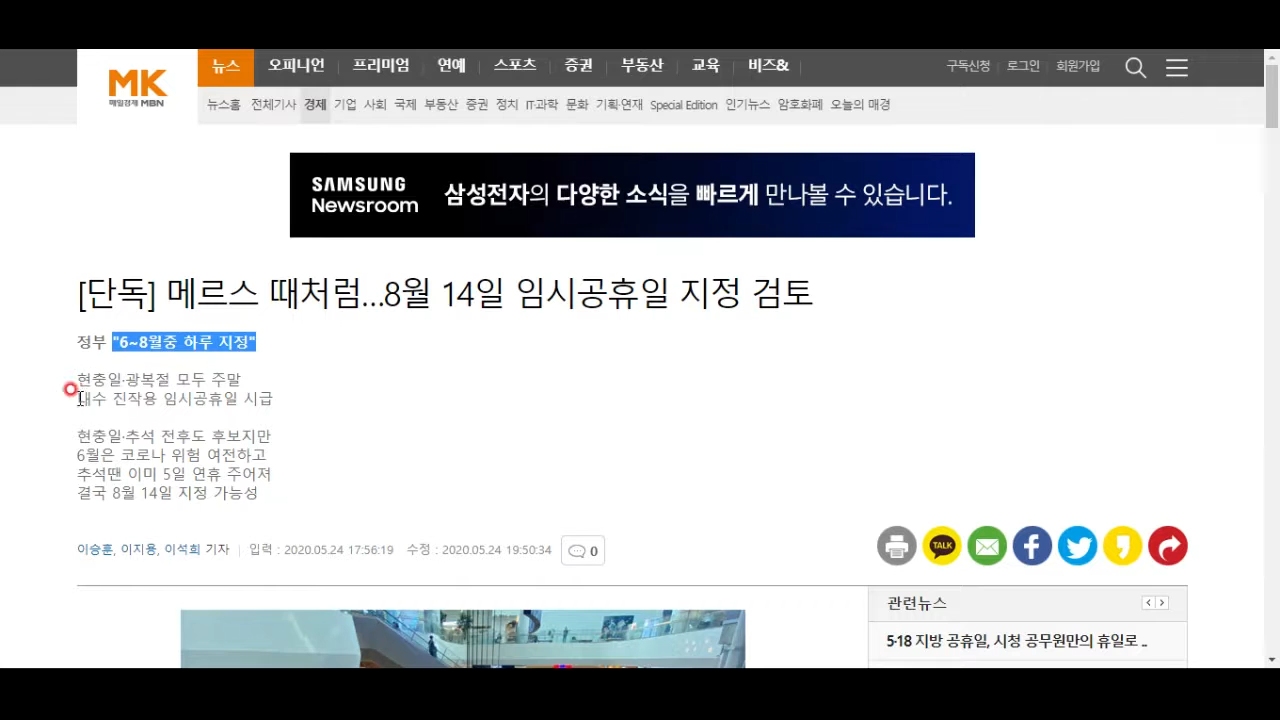 MK
매일경제 MBN
뉴스 오피니언 프리미엄 연예 스포츠 증권 부동산 교육 비즈& 구독신청 로그인 회원가입
뉴스홈 전체기사 경제 기업 사회 국제 부동산 증권 정치 IT·과학 문화 기획·연재 Special Edition 인기뉴스 암호화폐 오늘의 매경
SAMSUNG
Newsroom
삼성전자의 다양한 소식을 빠르게 만나볼 수 있습니다.
[단독] 메르스 때처럼…8월 14일 임시공휴일 지정 검토
정부 "6~8월중 하루 지정"
현충일·광복절 모두 주말
내수 진작용 임시공휴일 시급
현충일·추석 전후도 후보지만
6월은 코로나 위험 여전하고
추석땐 이미 5일 연휴 주어져
결국 8월 14일 지정 가능성
이승훈, 이지용, 이석희 기자 입력 : 2020.05.24 17:56:19 수정 : 2020.05.24 19:50:34 0
TALK
관련뉴스
5·18 지방 공휴일, 시청 공무원만의 휴일로 ..